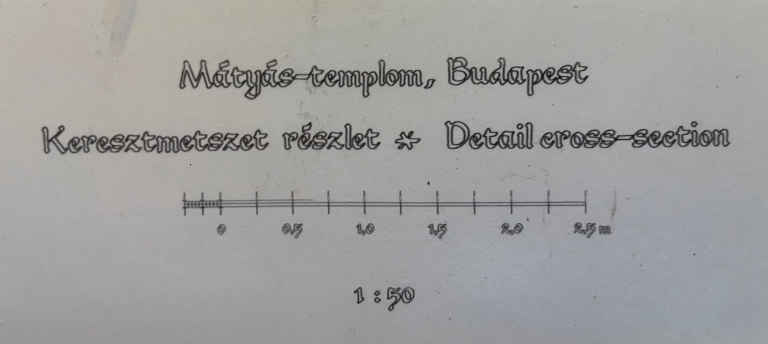 Mátyás-templom, Budapest
Keresztmetszet részlet * Detail cross-section
0 0,5 1,0 1,5 2,0 2,5 m
1 : 50